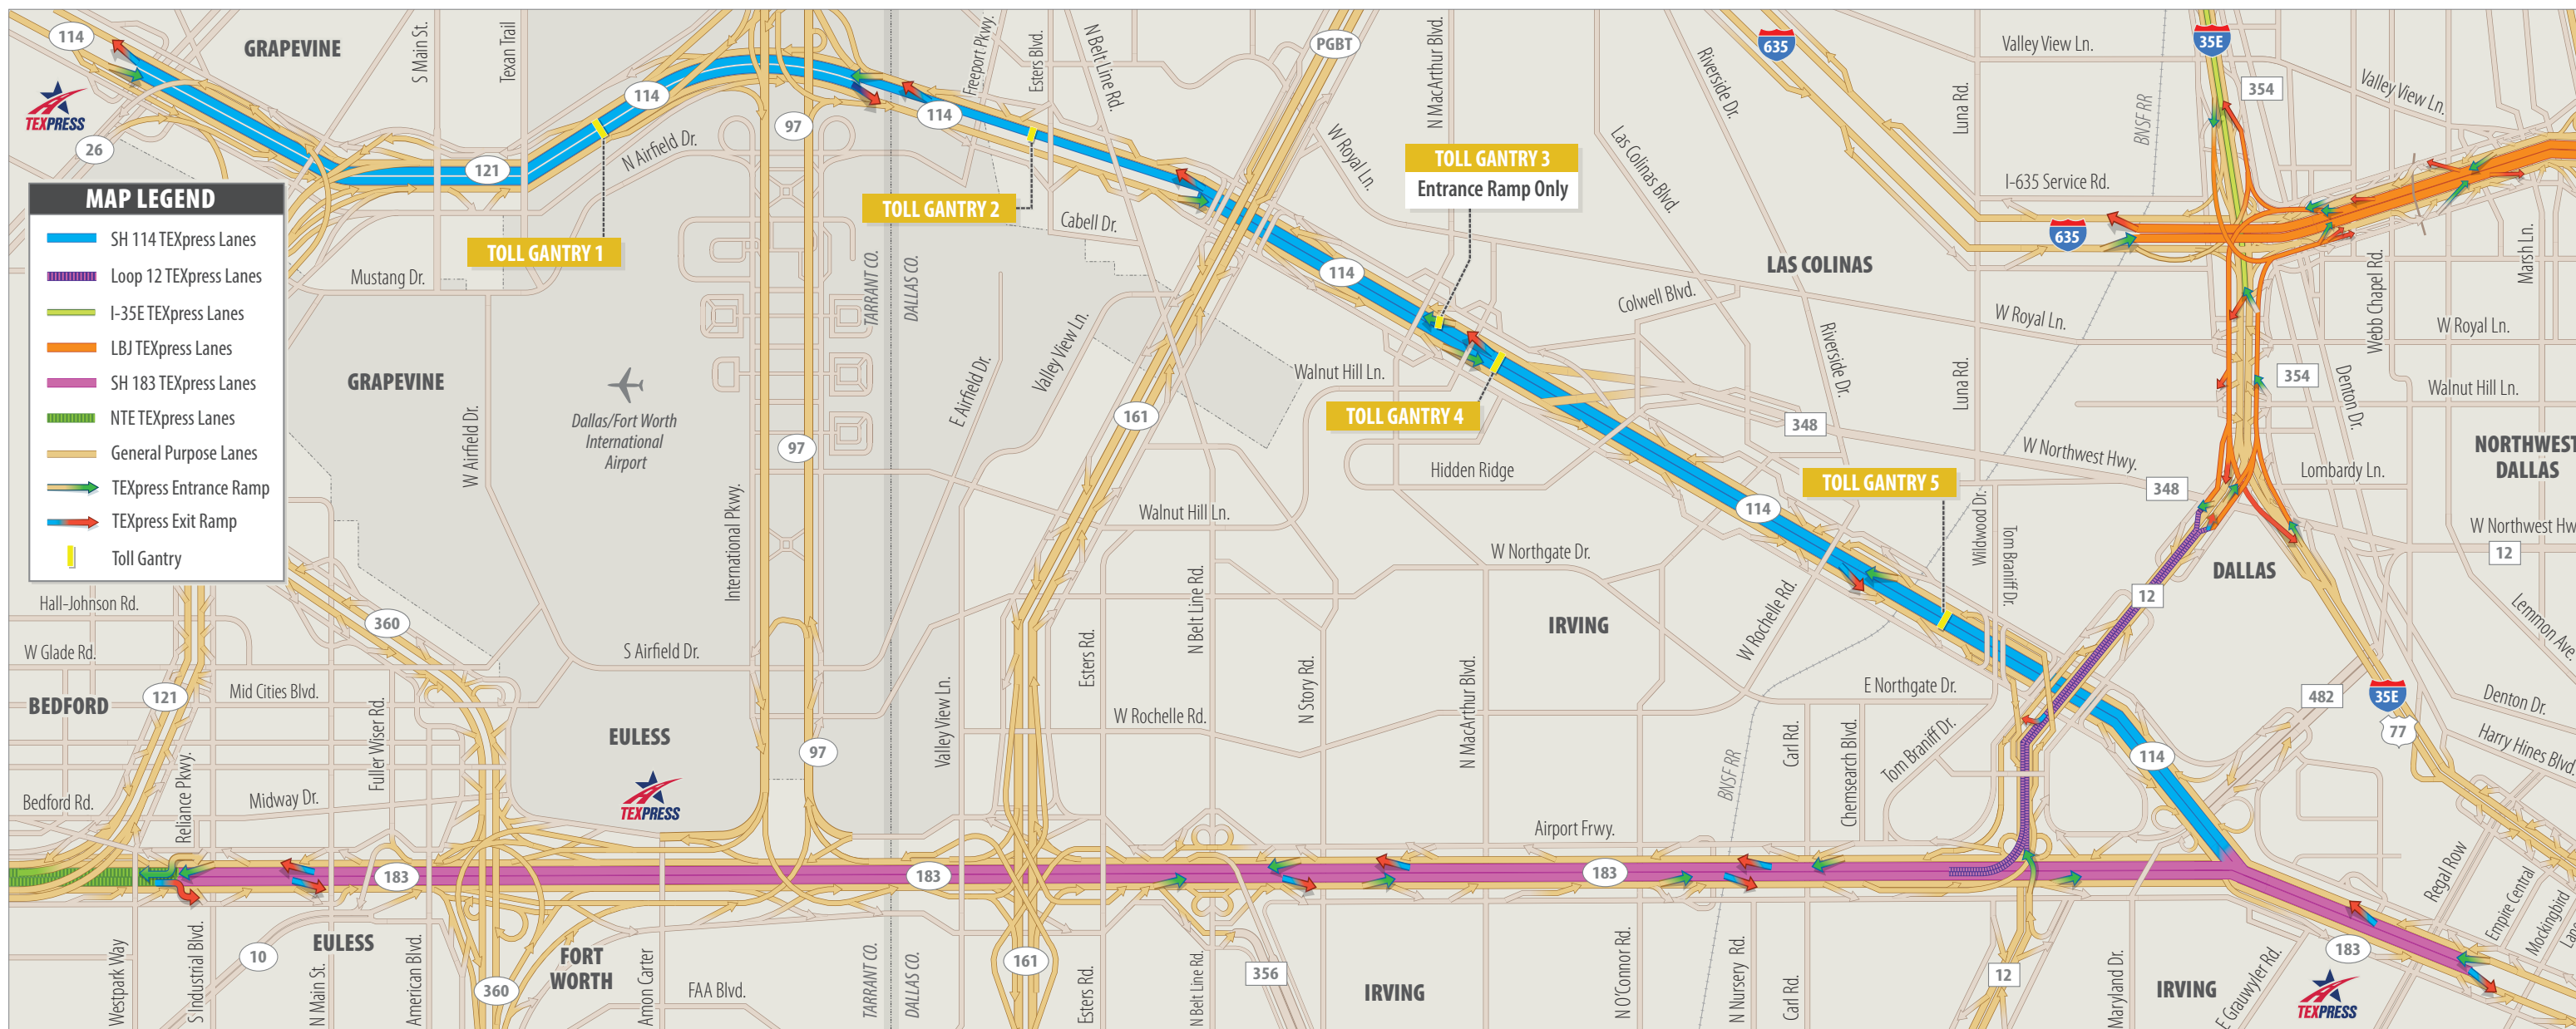 114
GRAPEVINE
S Main St.
Texan Trail
Freeport Pkwy.
Esters Blvd.
N Belt Line Rd.
PGBT
N MacArthur Blvd.
Riverside Dr.
635
Luna Rd.
Valley View Ln.
BNSF RR
35E
354
Valley View Ln.
TEXPRESS
26
114
N Airfield Dr.
97
114
121
W Royal Ln.
Las Colinas Blvd.
I-635 Service Rd.
635
Marsh Ln.
Webb Chapel Rd.
MAP LEGEND
SH 114 TEXpress Lanes
Loop 12 TEXpress Lanes
I-35E TEXpress Lanes
LBJ TEXpress Lanes
SH 183 TEXpress Lanes
NTE TEXpress Lanes
General Purpose Lanes
TEXpress Entrance Ramp
TEXpress Exit Ramp
Toll Gantry
TOLL GANTRY 1
TOLL GANTRY 2
TOLL GANTRY 3
Entrance Ramp Only
TOLL GANTRY 4
TOLL GANTRY 5
Cabell Dr.
Mustang Dr.
TARRANT CO.
DALLAS CO.
114
LAS COLINAS
Colwell Blvd.
W Royal Ln.
W Royal Ln.
GRAPEVINE
Dallas/Fort Worth
International
Airport
W Airfield Dr.
97
E Airfield Dr.
Valley View Ln.
161
Walnut Hill Ln.
Riverside Dr.
Luna Rd.
354
Denton Dr.
Walnut Hill Ln.
348
W Northwest Hwy.
348
Lombardy Ln.
NORTHWEST
DALLAS
Hidden Ridge
International Pkwy.
Walnut Hill Ln.
114
W Northgate Dr.
Wildwood Dr.
Tom Braniff Dr.
DALLAS
W Northwest Hw
12
12
Hall-Johnson Rd.
360
W Glade Rd.
S Airfield Dr.
Esters Rd.
N Belt Line Rd.
IRVING
W Rochelle Rd.
Lemmon Ave.
BEDFORD
121
Mid Cities Blvd.
Fuller Wiser Rd.
EULESS
97
Valley View Ln.
W Rochelle Rd.
N Story Rd.
N MacArthur Blvd.
E Northgate Dr.
BNSF RR
Carl Rd.
Chemsearch Blvd.
Tom Braniff Dr.
114
482
35E
77
Denton Dr.
Harry Hines Blvd
Bedford Rd.
Reliance Pkwy.
Midway Dr.
TEXPRESS
Airport Frwy.
183
183
183
Regal Row
Empire Central
Mockingbird
Westpark Way
S Industrial Blvd.
10
EULESS
N Main St.
American Blvd.
360
FORT
WORTH
Amon Carter
FAA Blvd.
TARRANT CO.
DALLAS CO.
161
Esters Rd.
N Belt Line Rd.
356
IRVING
N O'Connor Rd.
N Nursery Rd.
Carl Rd.
12
Maryland Dr.
IRVING
E Grauwyler Rd.
183
TEXPRESS